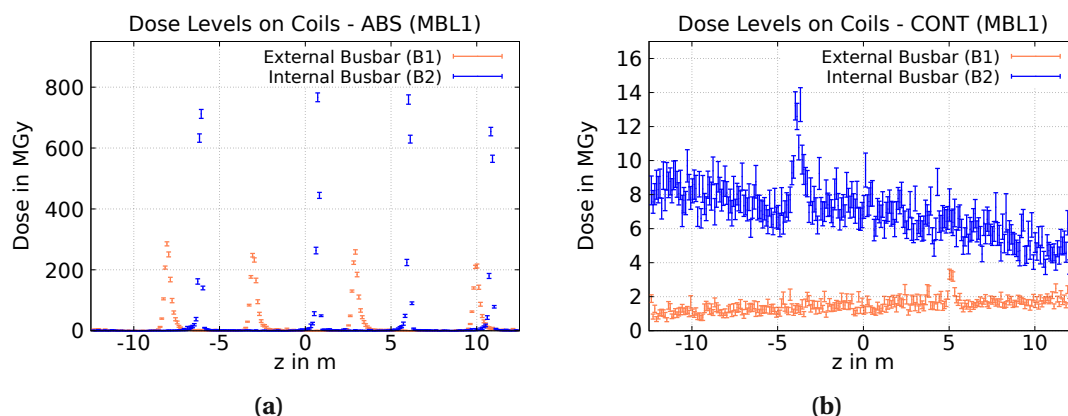 Dose Levels on Coils - ABS (MBL1)
External Busbar (B1)
Internal Busbar (B2)
Dose in MGy
800
600
400
200
0
-10
-5
0
5
10
z in m
(a)
Dose Levels on Coils - CONT (MBL1)
External Busbar (B1)
Internal Busbar (B2)
Dose in MGy
16
14
12
10
8
6
4
2
0
-10
-5
0
5
10
z in m
(b)